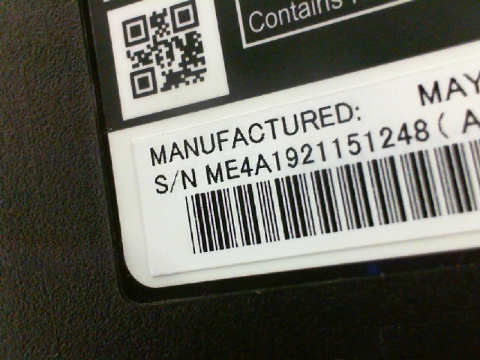 Contains
MANUFACTURED: MAY
S/N ME4A1921151248 ( A